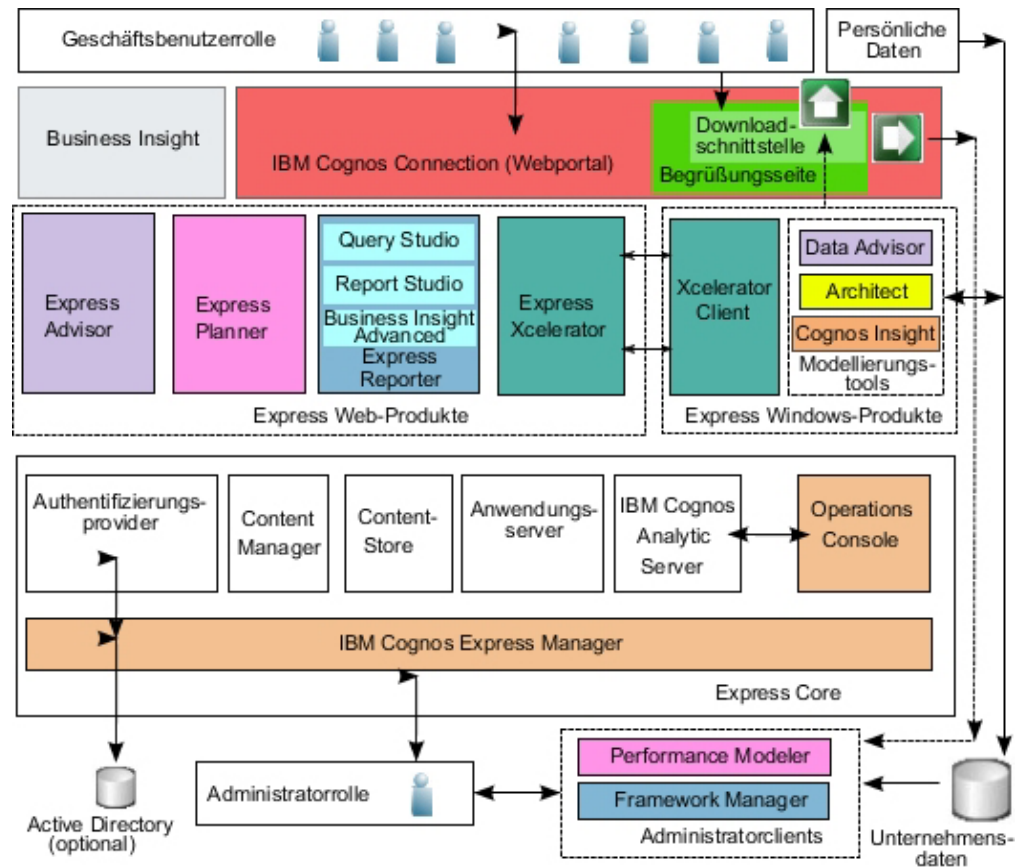 Geschäftsbenutzerrolle
Persönliche
Daten
Business Insight
IBM Cognos Connection (Webportal)
Download-
schnittstelle
Begrüßungsseite
Express
Advisor
Express
Planner
Query Studio
Report Studio
Business Insight
Advanced
Express
Reporter
Express
Xcelerator
Express Web-Produkte
Xcelerator
Client
Data Advisor
Architect
Cognos Insight
Modellierungs-
tools
Express Windows-Produkte
Authentifizierungs-
provider
Content
Manager
Content-
Store
Anwendungs-
server
IBM Cognos
Analytic
Server
Operations
Console
IBM Cognos Express Manager
Express Core
Active Directory
(optional)
Administratorrolle
Performance Modeler
Framework Manager
Administratorclients
Unternehmens-
daten